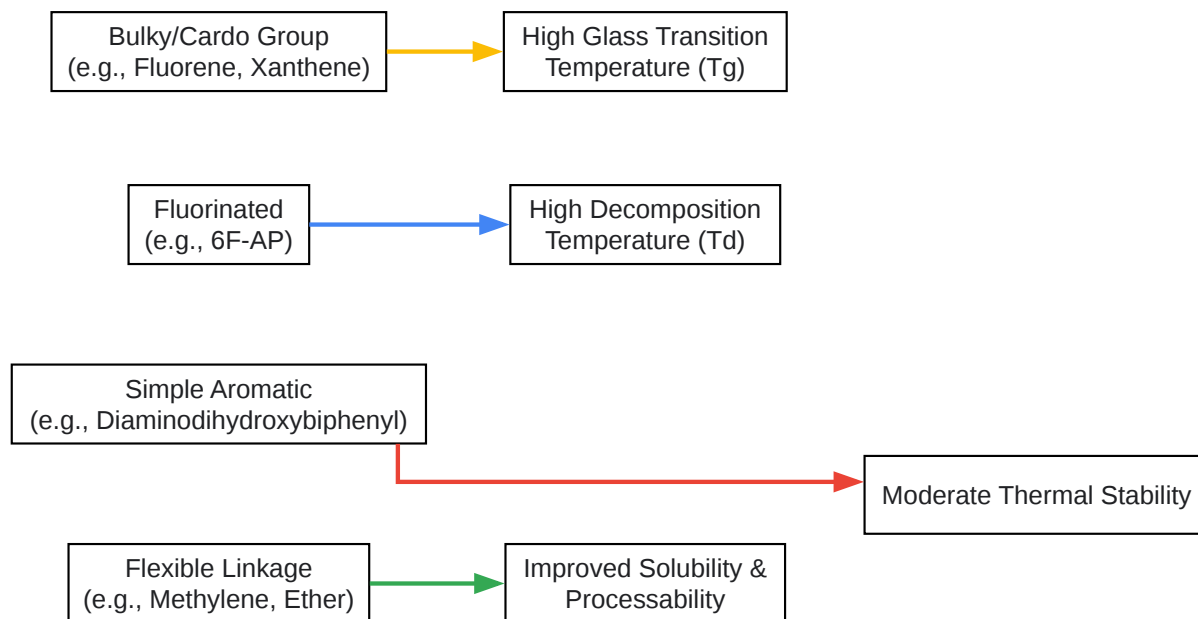 Bulky/Cardo Group
(e.g., Fluorene, Xanthene)
High Glass Transition
Temperature (Tg)
Fluorinated
(e.g., 6F-AP)
High Decomposition
Temperature (Td)
Simple Aromatic
(e.g., Diaminodihydroxybiphenyl)
Moderate Thermal Stability
Flexible Linkage
(e.g., Methylene, Ether)
Improved Solubility &
Processability